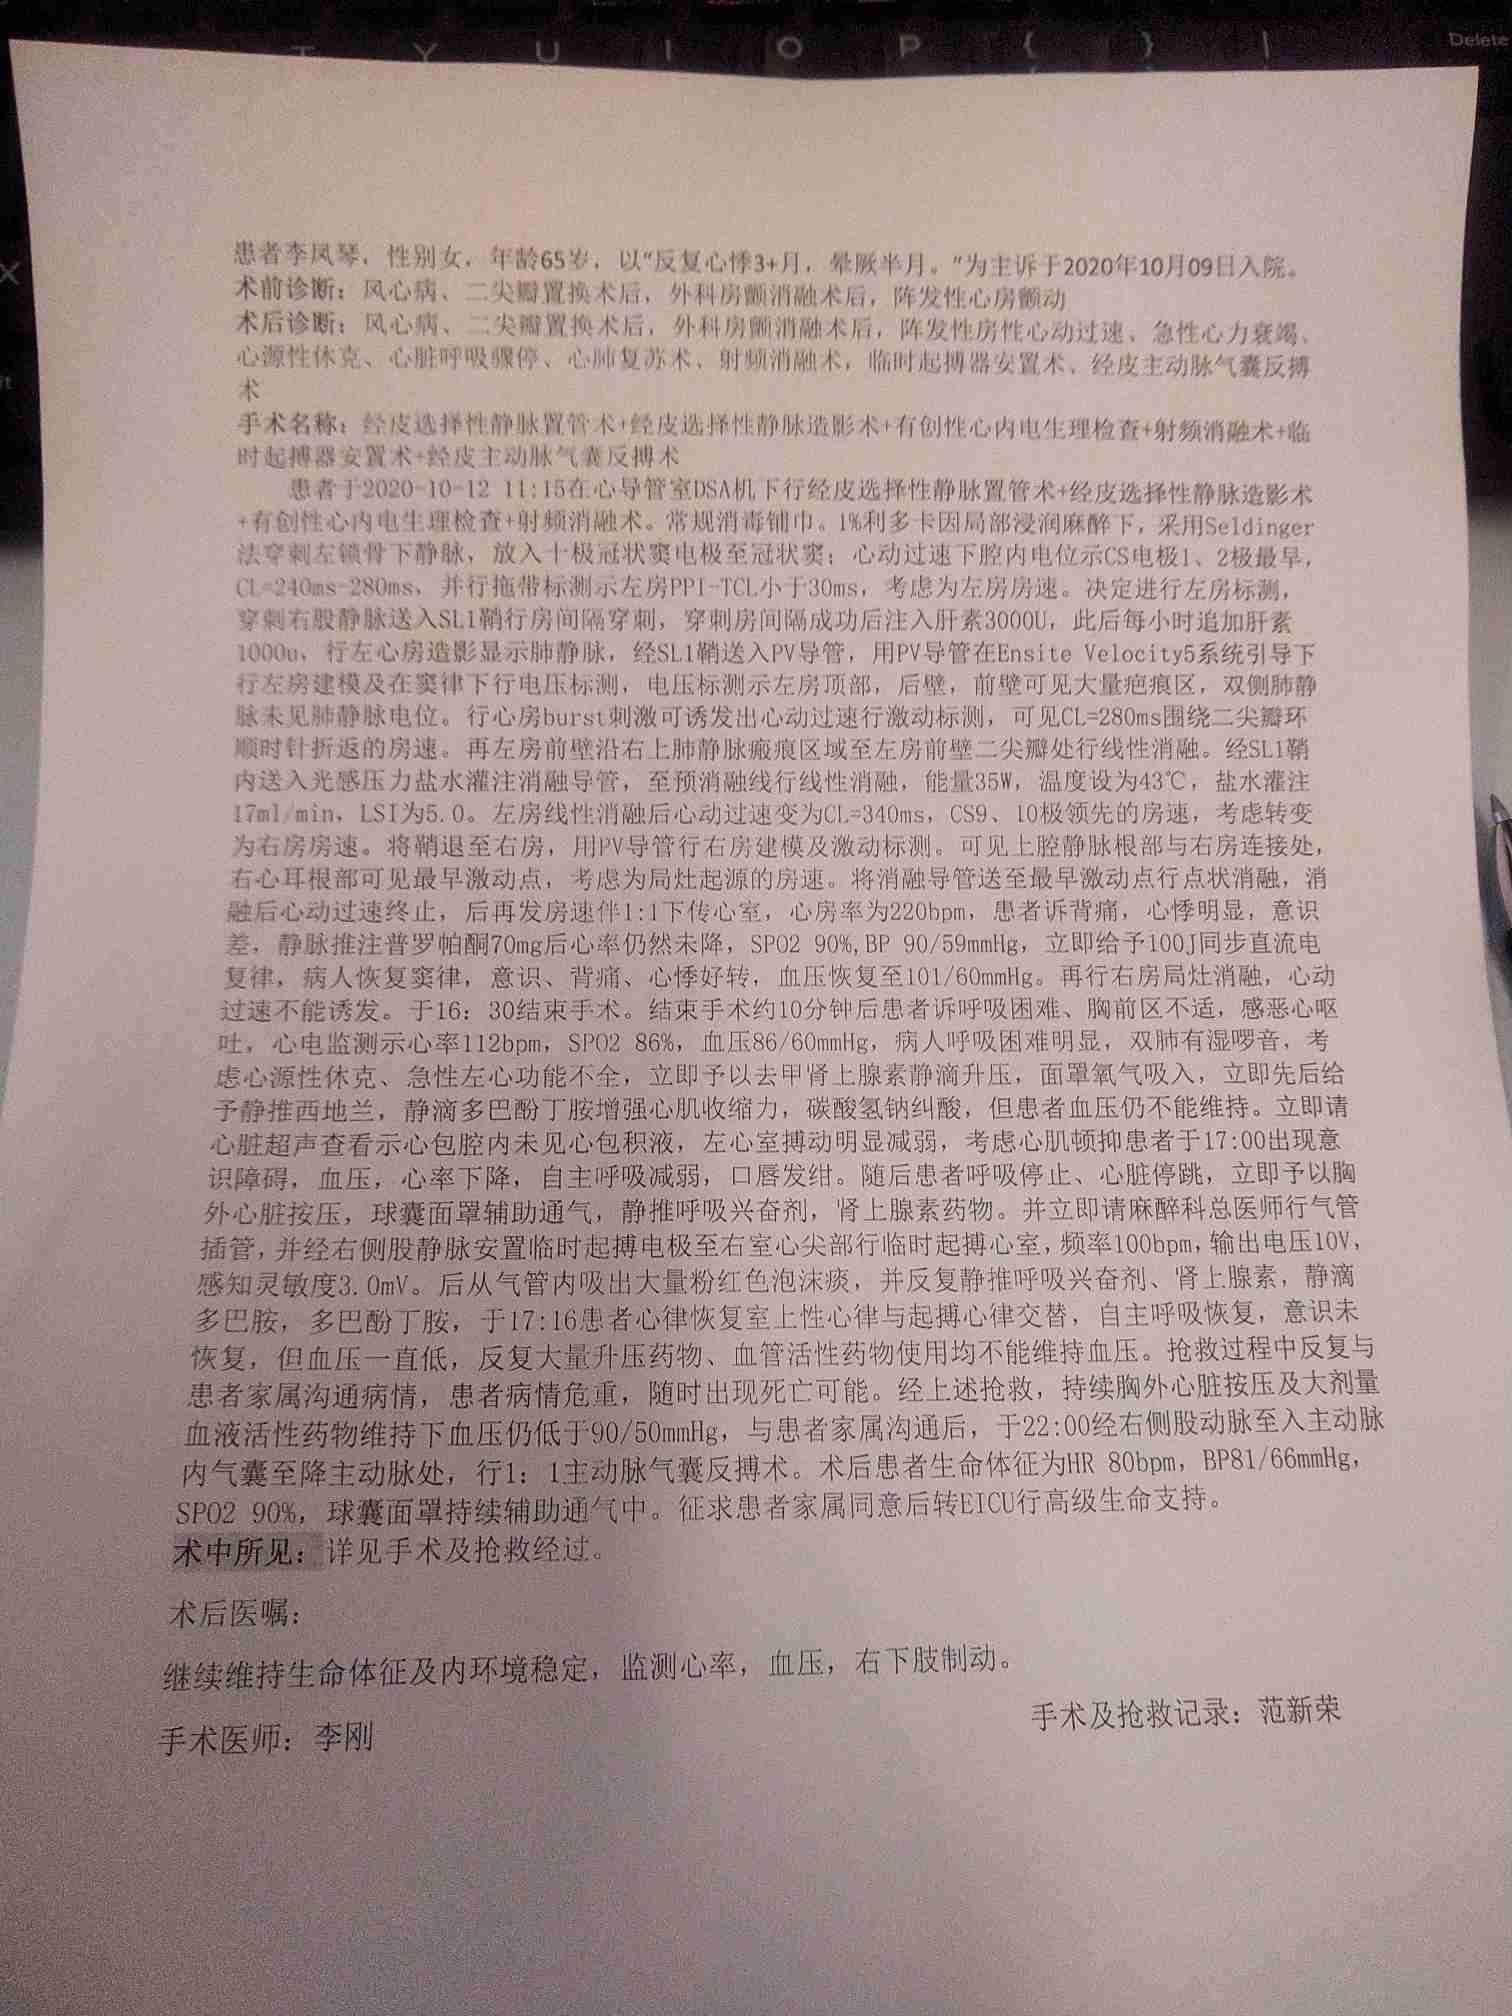 T Y U I O P { } | Delete
X
患者李凤琴，性别女，年龄65岁，以“反复心悸3+月，晕厥半月。”为主诉于2020年10月09日入院。
术前诊断：风心病、二尖瓣置换术后，外科房颤消融术后，阵发性心房颤动
术后诊断：风心病、二尖瓣置换术后，外科房颤消融术后，阵发性房性心动过速、急性心力衰竭、
心源性休克、心脏呼吸骤停、心肺复苏术、射频消融术，临时起搏器安置术、经皮主动脉气囊反搏
术
手术名称：经皮选择性静脉置管术+经皮选择性静脉造影术+有创性心内电生理检查+射频消融术+临
时起搏器安置术+经皮主动脉气囊反搏术
患者于2020-10-12 11:15在心导管室DSA机下行经皮选择性静脉置管术+经皮选择性静脉造影术
+有创性心内电生理检查+射频消融术。常规消毒铺巾。1%利多卡因局部浸润麻醉下，采用Seldinger
法穿刺左锁骨下静脉，放入十极冠状窦电极至冠状窦；心动过速下腔内电位示CS电极1、2极最早，
CL=240ms-280ms，并行拖带标测示左房PPI-TCL小于30ms，考虑为左房房速。决定进行左房标测，
穿刺右股静脉送入SL1鞘行房间隔穿刺，穿刺房间隔成功后注入肝素3000U，此后每小时追加肝素
1000u，行左心房造影显示肺静脉，经SL1鞘送入PV导管，用PV导管在Ensite Velocity5系统引导下
行左房建模及在窦律下行电压标测，电压标测示左房顶部，后壁，前壁可见大量疤痕区，双侧肺静
脉未见肺静脉电位。行心房burst刺激可诱发出心动过速行激动标测，可见CL=280ms围绕二尖瓣环
顺时针折返的房速。再左房前壁沿右上肺静脉瘢痕区域至左房前壁二尖瓣处行线性消融。经SL1鞘
内送入光感压力盐水灌注消融导管，至预消融线行线性消融，能量35W，温度设为43℃，盐水灌注
17ml/min，LSI为5.0。左房线性消融后心动过速变为CL=340ms，CS9、10极领先的房速，考虑转变
为右房房速。将鞘退至右房，用PV导管行右房建模及激动标测。可见上腔静脉根部与右房连接处，
右心耳根部可见最早激动点，考虑为局灶起源的房速。将消融导管送至最早激动点行点状消融，消
融后心动过速终止，后再发房速伴1:1下传心室，心房率为220bpm，患者诉背痛，心悸明显，意识
差，静脉推注普罗帕酮70mg后心率仍然未降，SPO2 90%,BP 90/59mmHg，立即给予100J同步直流电
复律，病人恢复窦律，意识、背痛、心悸好转，血压恢复至101/60mmHg。再行右房局灶消融，心动
过速不能诱发。于16：30结束手术。结束手术约10分钟后患者诉呼吸困难、胸前区不适，感恶心呕
吐，心电监测示心率112bpm，SPO2 86%，血压86/60mmHg，病人呼吸困难明显，双肺有湿啰音，考
虑心源性休克、急性左心功能不全，立即予以去甲肾上腺素静滴升压，面罩氧气吸入，立即先后给
予静推西地兰，静滴多巴酚丁胺增强心肌收缩力，碳酸氢钠纠酸，但患者血压仍不能维持。立即请
心脏超声查看示心包腔内未见心包积液，左心室搏动明显减弱，考虑心肌顿抑患者于17:00出现意
识障碍，血压，心率下降，自主呼吸减弱，口唇发绀。随后患者呼吸停止、心脏停跳，立即予以胸
外心脏按压，球囊面罩辅助通气，静推呼吸兴奋剂，肾上腺素药物。并立即请麻醉科总医师行气管
插管，并经右侧股静脉安置临时起搏电极至右室心尖部行临时起搏心室，频率100bpm，输出电压10V，
感知灵敏度3.0mV。后从气管内吸出大量粉红色泡沫痰，并反复静推呼吸兴奋剂、肾上腺素，静滴
多巴胺，多巴酚丁胺，于17:16患者心律恢复室上性心律与起搏心律交替，自主呼吸恢复，意识未
恢复，但血压一直低，反复大量升压药物、血管活性药物使用均不能维持血压。抢救过程中反复与
患者家属沟通病情，患者病情危重，随时出现死亡可能。经上述抢救，持续胸外心脏按压及大剂量
血液活性药物维持下血压仍低于90/50mmHg，与患者家属沟通后，于22:00经右侧股动脉至入主动脉
内气囊至降主动脉处，行1：1主动脉气囊反搏术。术后患者生命体征为HR 80bpm，BP81/66mmHg，
SPO2 90%，球囊面罩持续辅助通气中。征求患者家属同意后转EICU行高级生命支持。
术中所见：详见手术及抢救经过。
术后医嘱：
继续维持生命体征及内环境稳定，监测心率，血压，右下肢制动。
手术及抢救记录：范新荣
手术医师：李刚